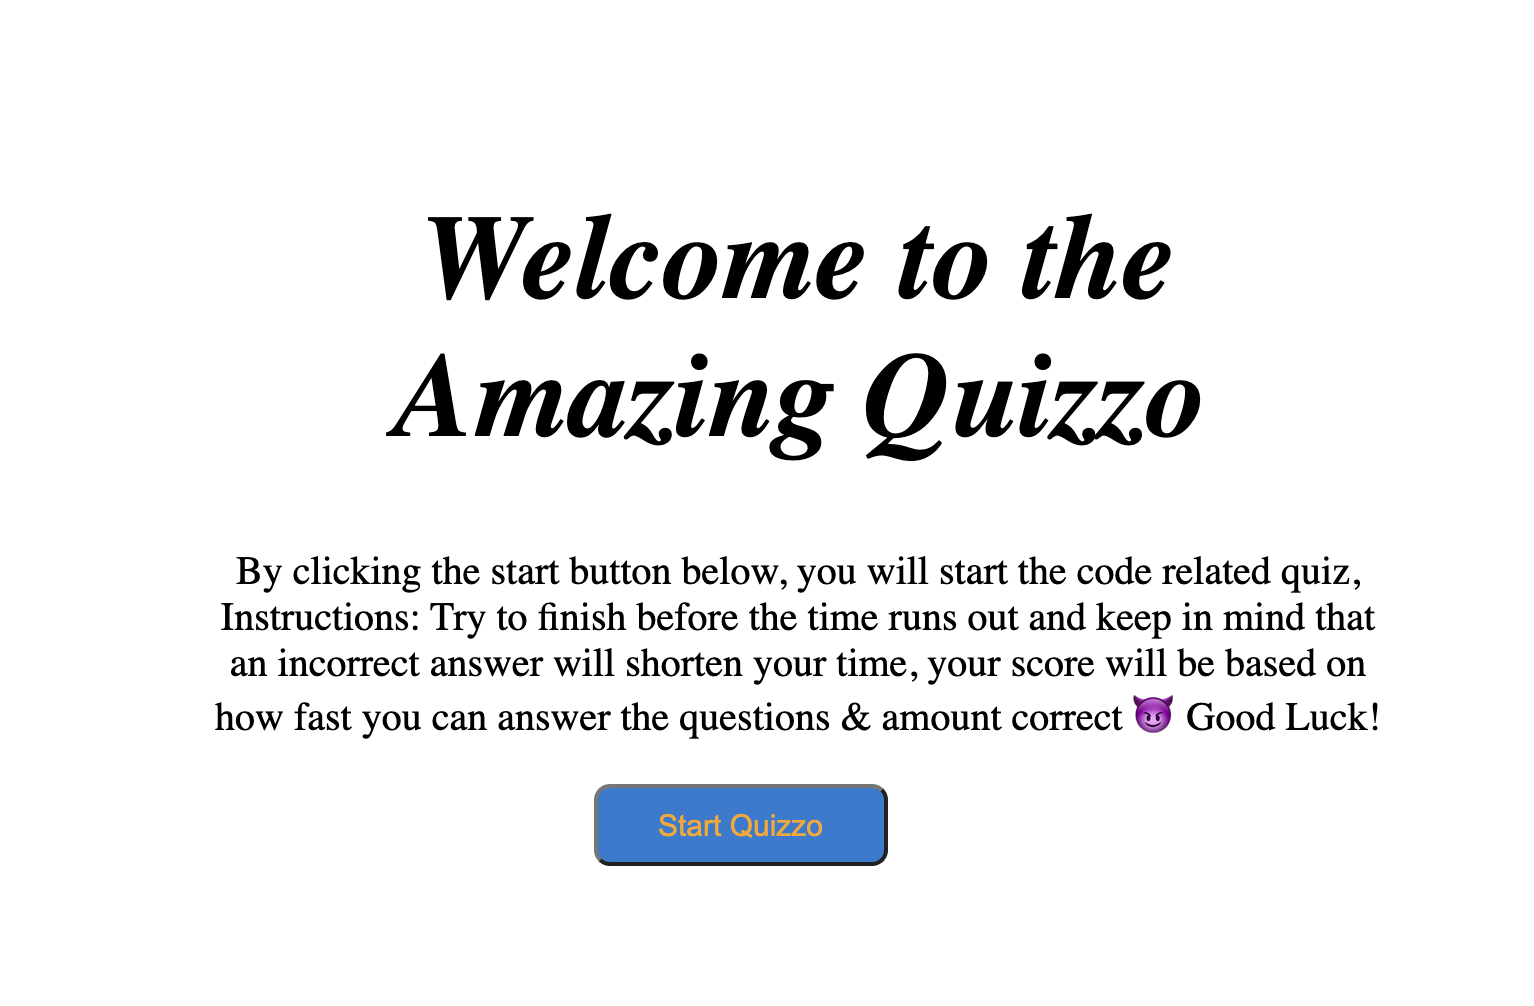 Welcome to the
Amazing Quizzo
By clicking the start button below, you will start the code related quiz,
Instructions: Try to finish before the time runs out and keep in mind that
an incorrect answer will shorten your time, your score will be based on
how fast you can answer the questions & amount correct 😈 Good Luck!
Start Quizzo